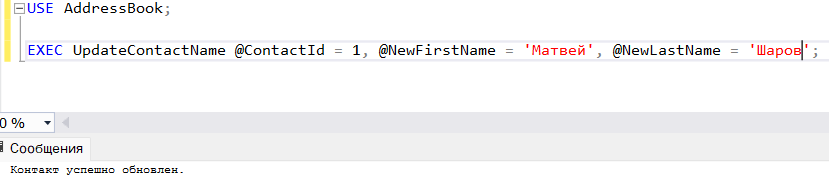 USE AddressBook;
EXEC UpdateContactName @ContactId = 1, @NewFirstName = 'Матвей', @NewLastName = 'Шаров';
0 %
Сообщения
Контакт успешно обновлен.